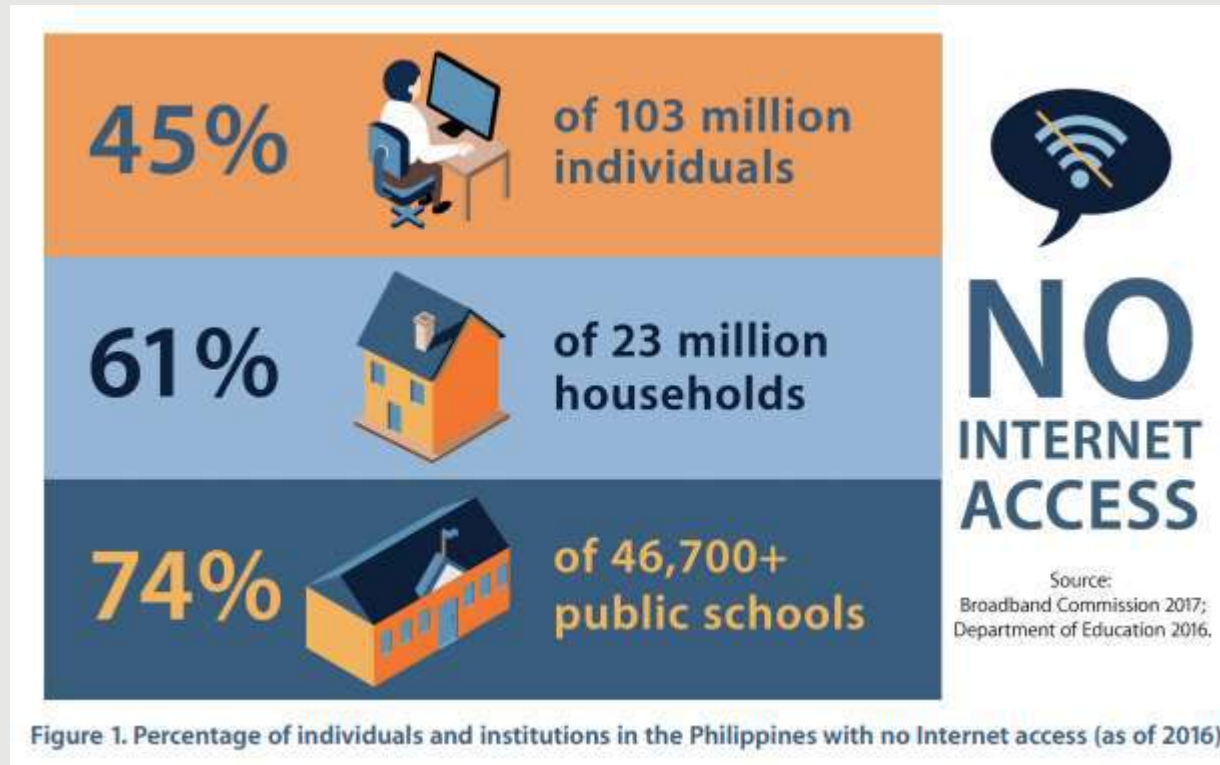 45%
of 103 million
individuals
61%
of 23 million
households
74%
of 46,700+
public schools
NO
INTERNET
ACCESS
Source:
Broadband Commission 2017;
Department of Education 2016.
Figure 1. Percentage of individuals and institutions in the Philippines with no Internet access (as of 2016)